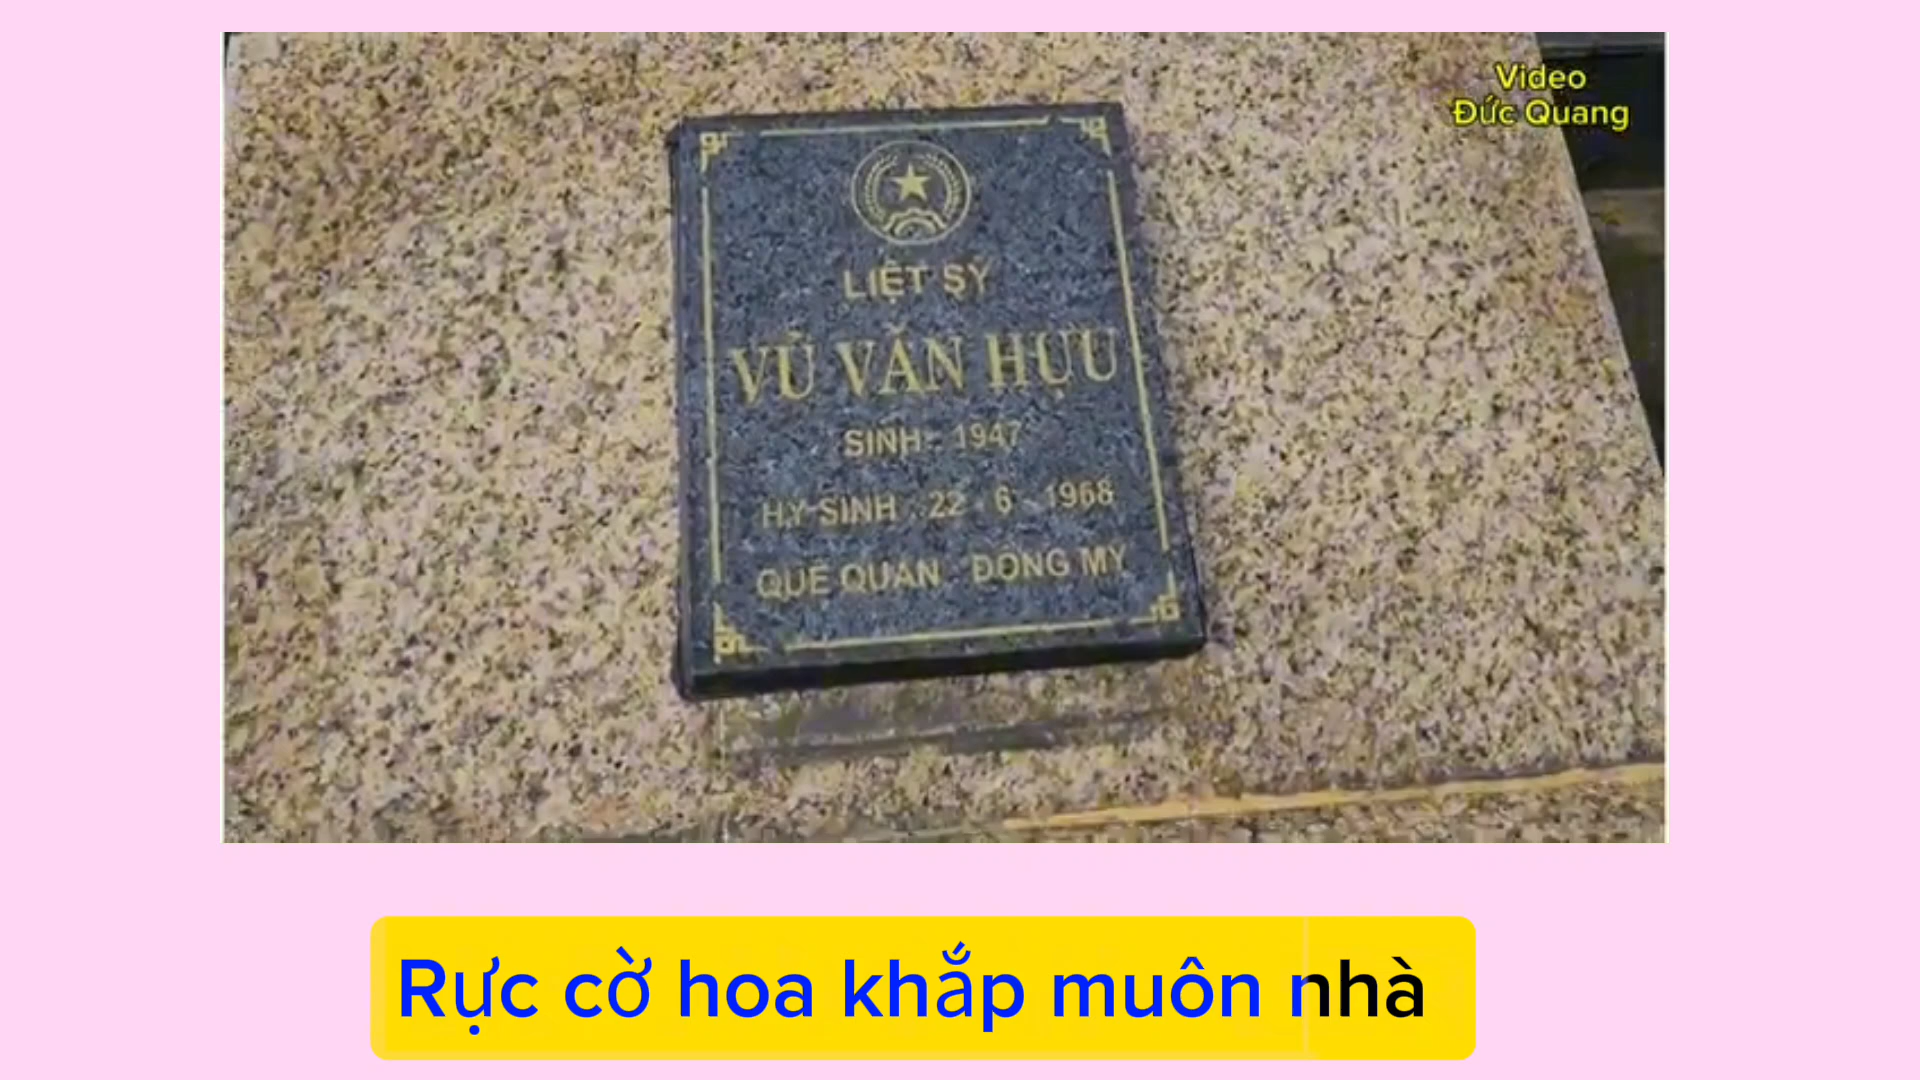 Video
Đức Quang
LIỆT SỸ
VŨ VĂN HỰU
SINH : 1947
HY SINH : 22 - 6 - 1968
QUÊ QUÁN : ĐÔNG MỸ
Rực cờ hoa khắp muôn nhà